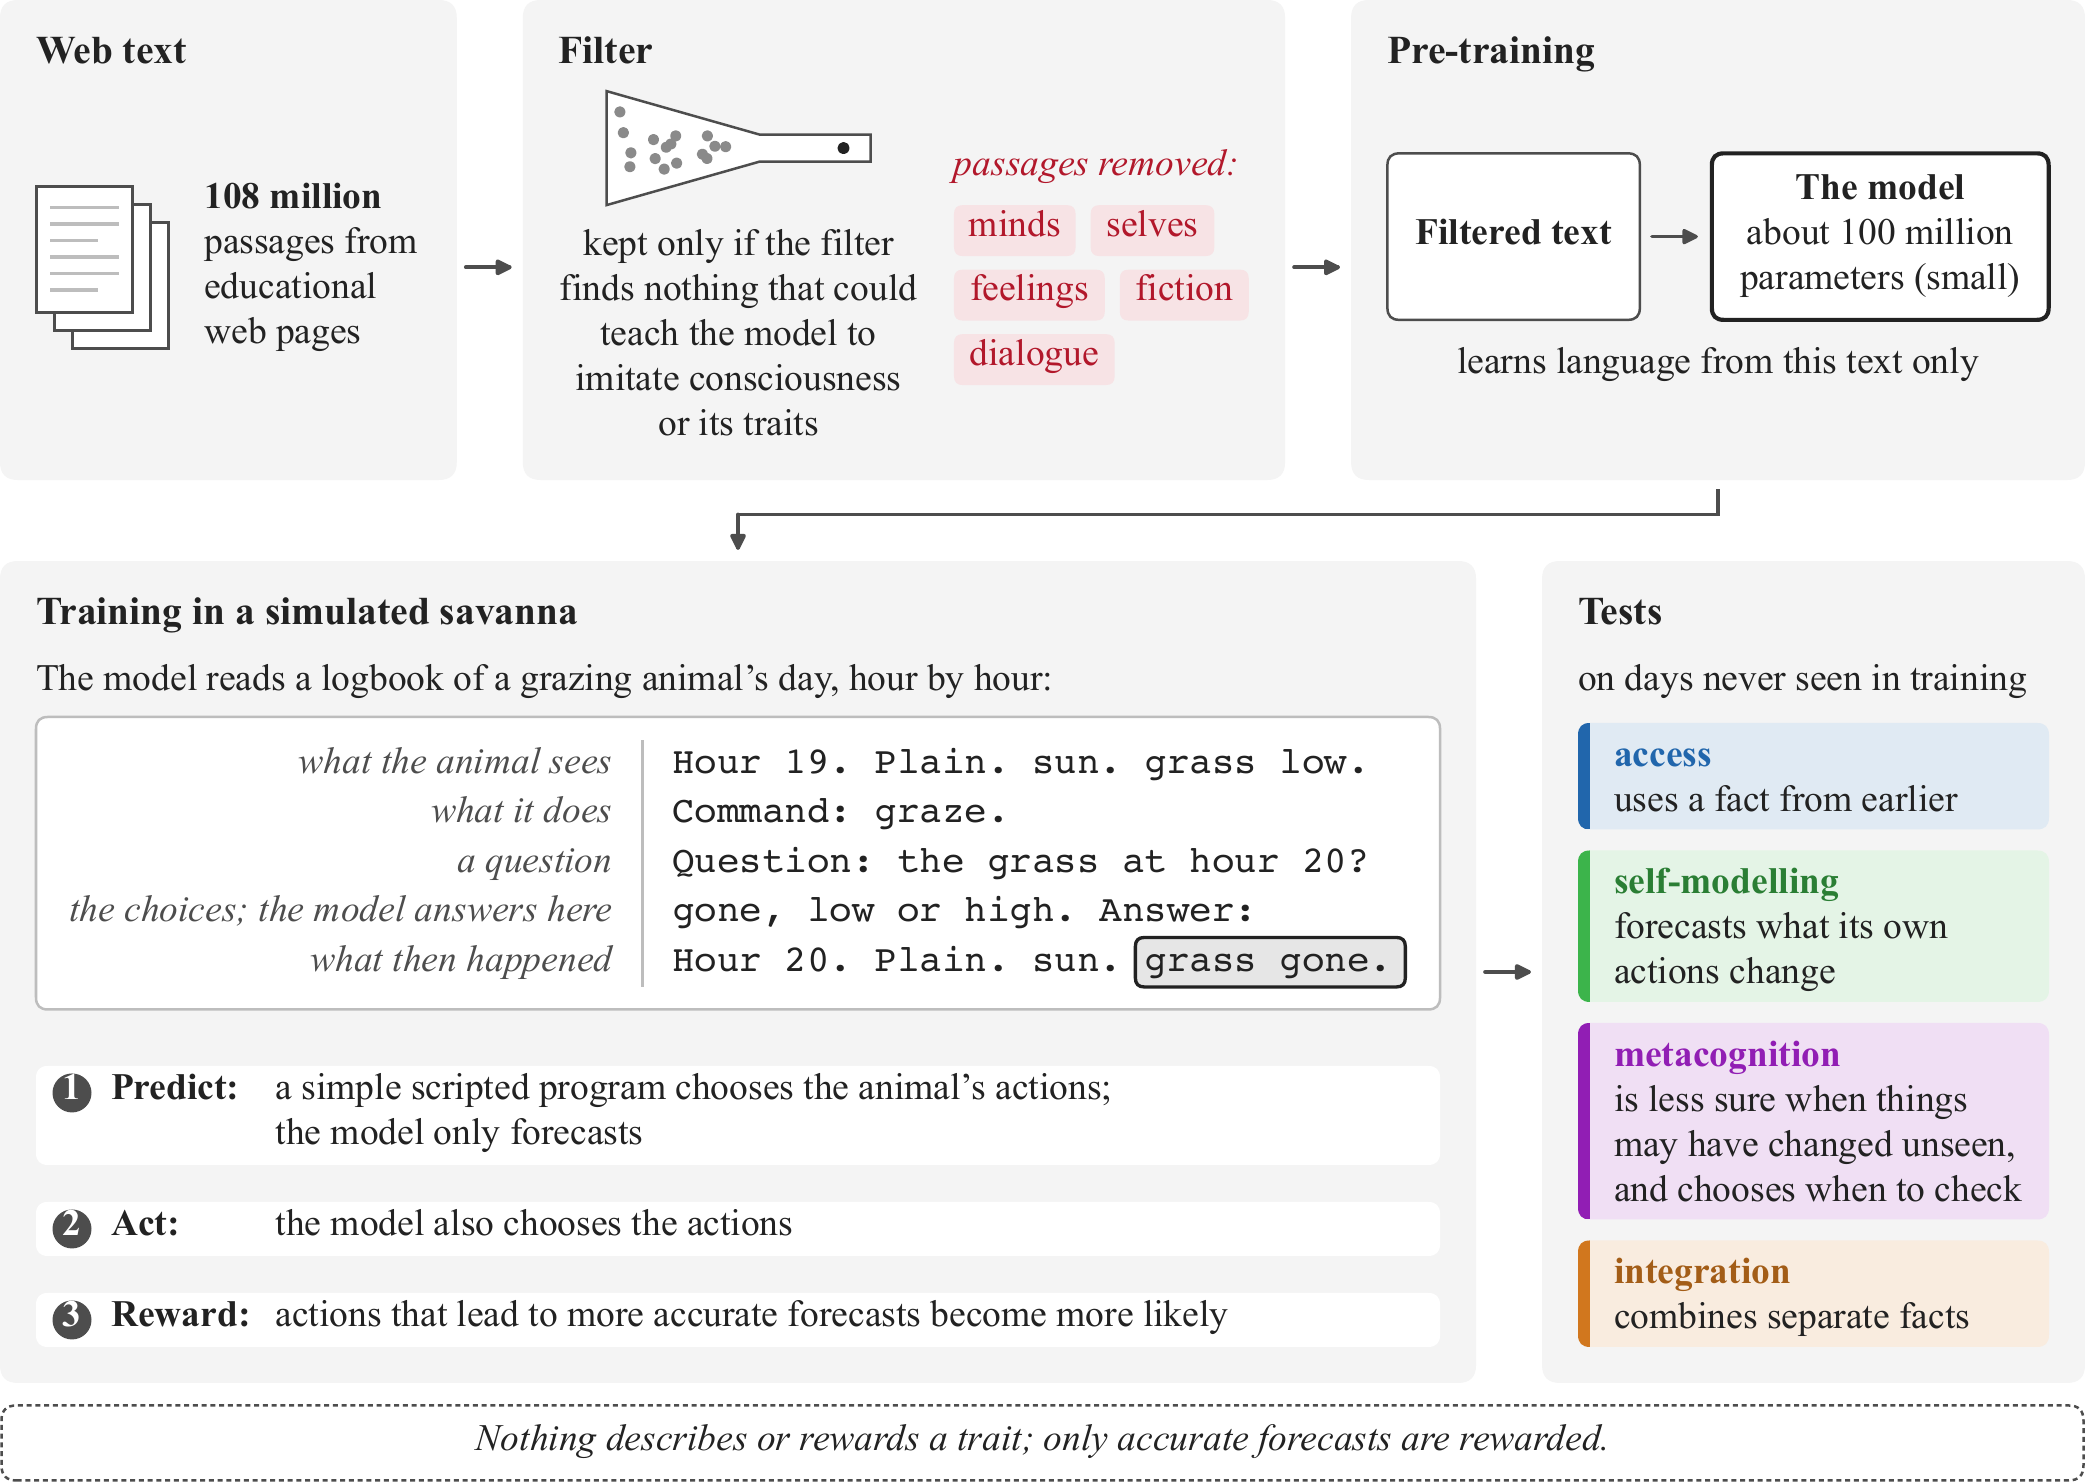 Web text
108 million
passages from
educational
web pages
Filter
kept only if the filter
finds nothing that could
teach the model to
imitate consciousness
or its traits
passages removed:
minds selves
feelings fiction
dialogue
Pre-training
Filtered text
The model
about 100 million
parameters (small)
learns language from this text only
Training in a simulated savanna
The model reads a logbook of a grazing animal's day, hour by hour:
what the animal sees Hour 19. Plain. sun. grass low.
what it does Command: graze.
a question Question: the grass at hour 20?
the choices; the model answers here gone, low or high. Answer:
what then happened Hour 20. Plain. sun. grass gone.
1 Predict: a simple scripted program chooses the animal's actions;
the model only forecasts
2 Act: the model also chooses the actions
3 Reward: actions that lead to more accurate forecasts become more likely
Tests
on days never seen in training
access
uses a fact from earlier
self-modelling
forecasts what its own
actions change
metacognition
is less sure when things
may have changed unseen,
and chooses when to check
integration
combines separate facts
Nothing describes or rewards a trait; only accurate forecasts are rewarded.